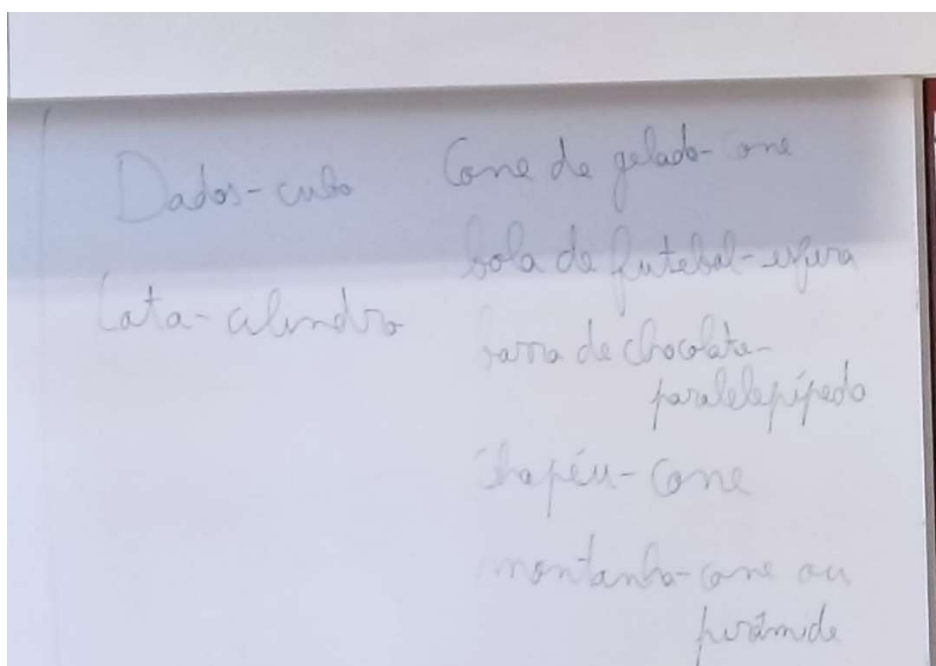 Dados-cubo
Lata-cilindro
Cone de gelado-cone
bola de futebol-esfera
barra de chocolate-
paralelepípedo
chapéu-cone
montanha-cone ou
pirâmide